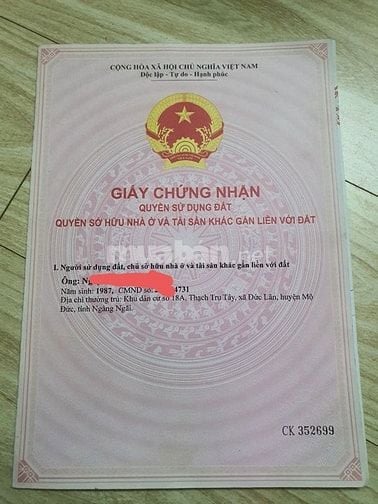 CỘNG HÒA XÃ HỘI CHỦ NGHĨA VIỆT NAM
Độc lập - Tự do - Hạnh phúc
GIẤY CHỨNG NHẬN
QUYỀN SỬ DỤNG ĐẤT
QUYỀN SỞ HỮU NHÀ Ở VÀ TÀI SẢN KHÁC GẮN LIỀN VỚI ĐẤT
muaban.net
I. Người sử dụng đất, chủ sở hữu nhà ở và tài sản khác gắn liền với đất
Ông: Ng
Năm sinh: 1987, CMND số: 4731
Địa chỉ thường trú: Khu dân cư số 18A, Thạch Trụ Tây, xã Đức Lân, huyện Mộ
Đức, tỉnh Ngãng Ngãi.
CK 352699